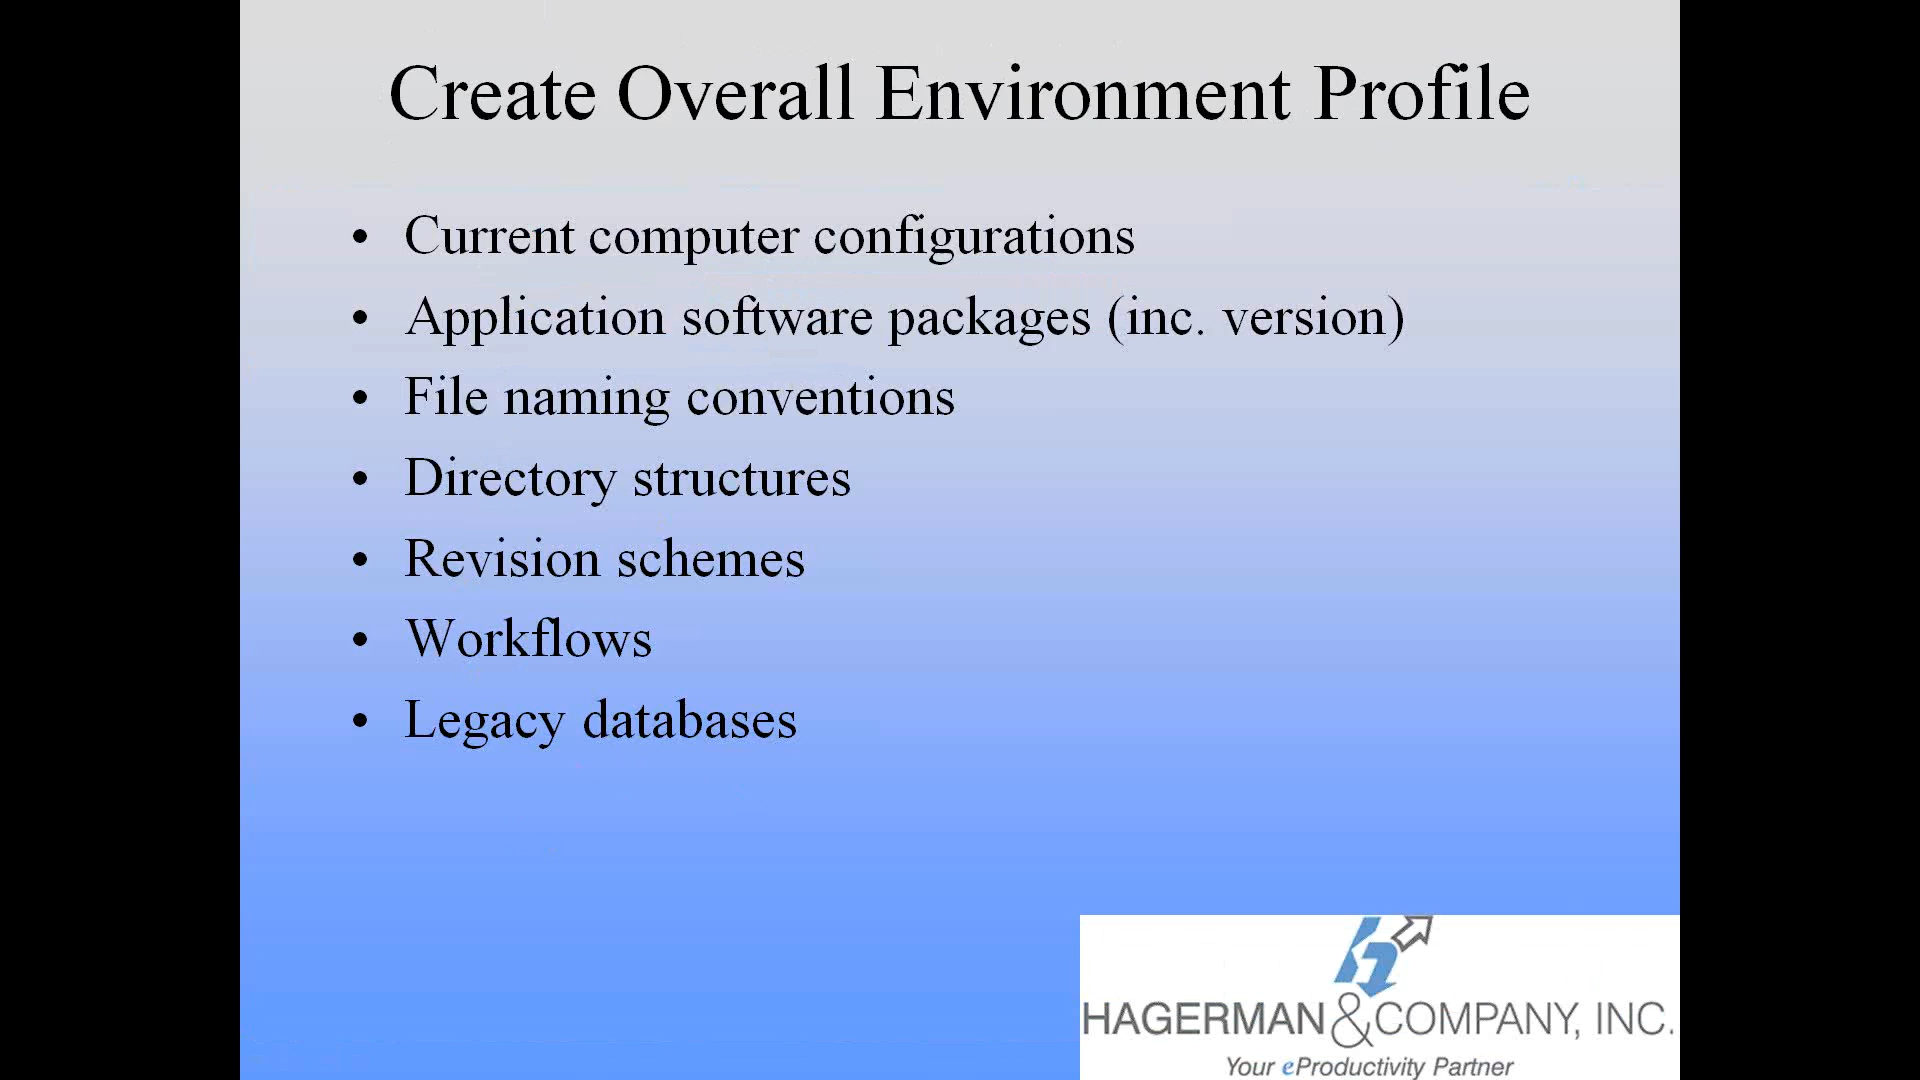 Create Overall Environment Profile
• Current computer configurations
• Application software packages (inc. version)
• File naming conventions
• Directory structures
• Revision schemes
• Workflows
• Legacy databases
HAGERMAN & COMPANY, INC.
Your eProductivity Partner